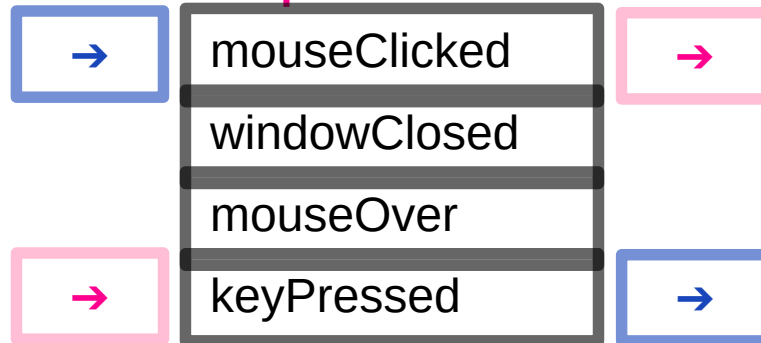 ➔ mouseClicked ➔
windowClosed
mouseOver
➔ keyPressed ➔